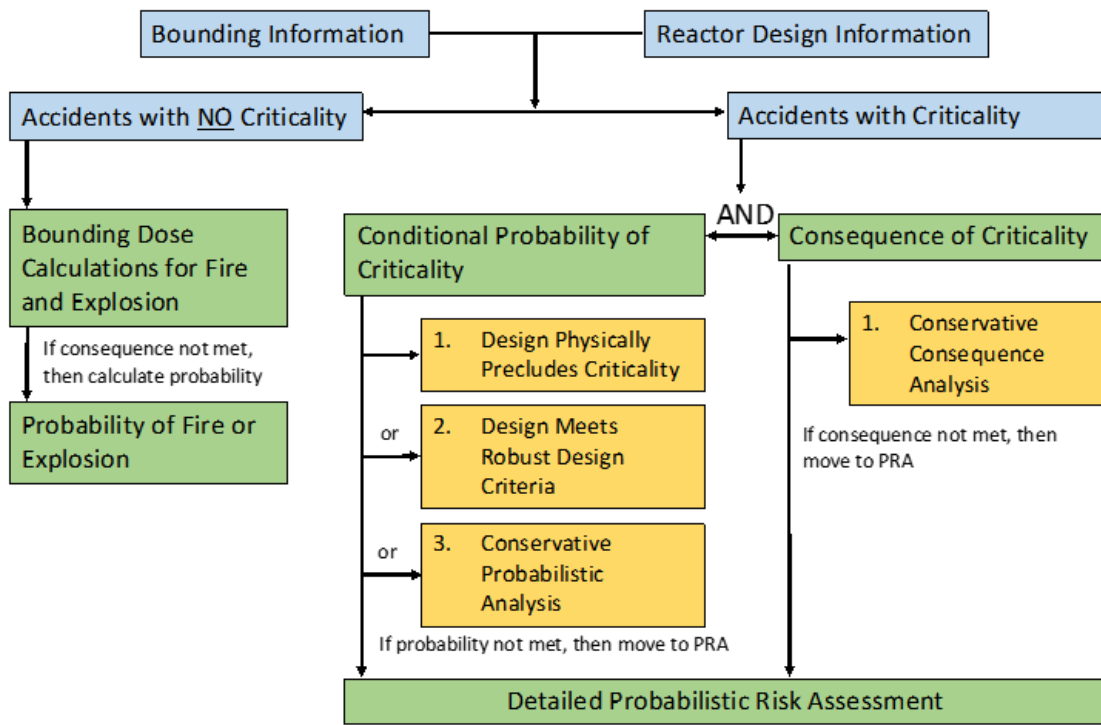 Bounding Information
Reactor Design Information
Accidents with NO Criticality
Accidents with Criticality
AND
Bounding Dose
Calculations for Fire
and Explosion
Conditional Probability of
Criticality
Consequence of Criticality
If consequence not met,
then calculate probability
Probability of Fire or
Explosion
1. Design Physically
Precludes Criticality
or
2. Design Meets
Robust Design
Criteria
or
3. Conservative
Probabilistic
Analysis
If probability not met, then move to PRA
1. Conservative
Consequence
Analysis
If consequence not met, then
move to PRA
Detailed Probabilistic Risk Assessment